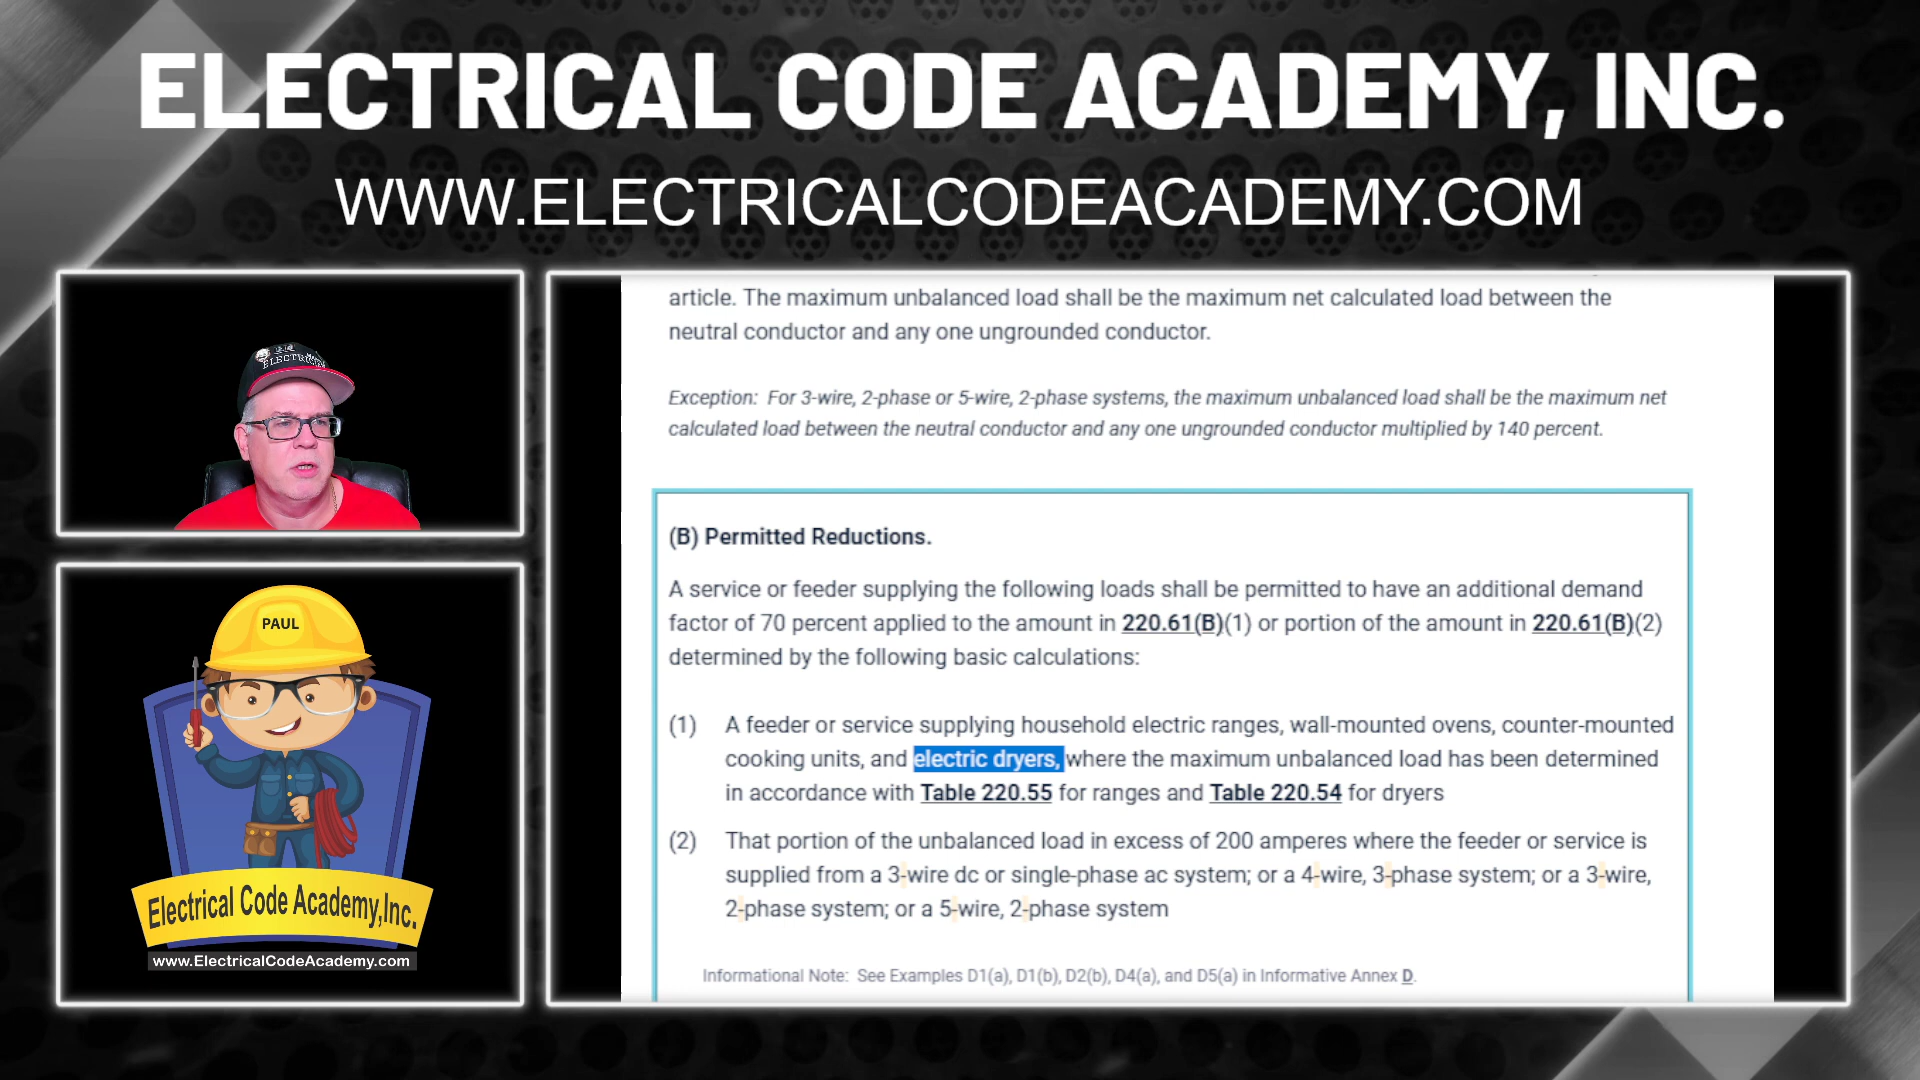 ELECTRICAL CODE ACADEMY, INC.
WWW.ELECTRICALCODEACADEMY.COM
ELECTRICIAN
article. The maximum unbalanced load shall be the maximum net calculated load between the
neutral conductor and any one ungrounded conductor.
Exception: For 3-wire, 2-phase or 5-wire, 2-phase systems, the maximum unbalanced load shall be the maximum net
calculated load between the neutral conductor and any one ungrounded conductor multiplied by 140 percent.
(B) Permitted Reductions.
A service or feeder supplying the following loads shall be permitted to have an additional demand
factor of 70 percent applied to the amount in 220.61(B)(1) or portion of the amount in 220.61(B)(2)
determined by the following basic calculations:
(1) A feeder or service supplying household electric ranges, wall-mounted ovens, counter-mounted
cooking units, and electric dryers, where the maximum unbalanced load has been determined
in accordance with Table 220.55 for ranges and Table 220.54 for dryers
(2) That portion of the unbalanced load in excess of 200 amperes where the feeder or service is
supplied from a 3-wire dc or single-phase ac system; or a 4-wire, 3-phase system; or a 3-wire,
2-phase system; or a 5-wire, 2-phase system
Informational Note: See Examples D1(a), D1(b), D2(b), D4(a), and D5(a) in Informative Annex D.
PAUL
Electrical Code Academy,Inc.
www.ElectricalCodeAcademy.com